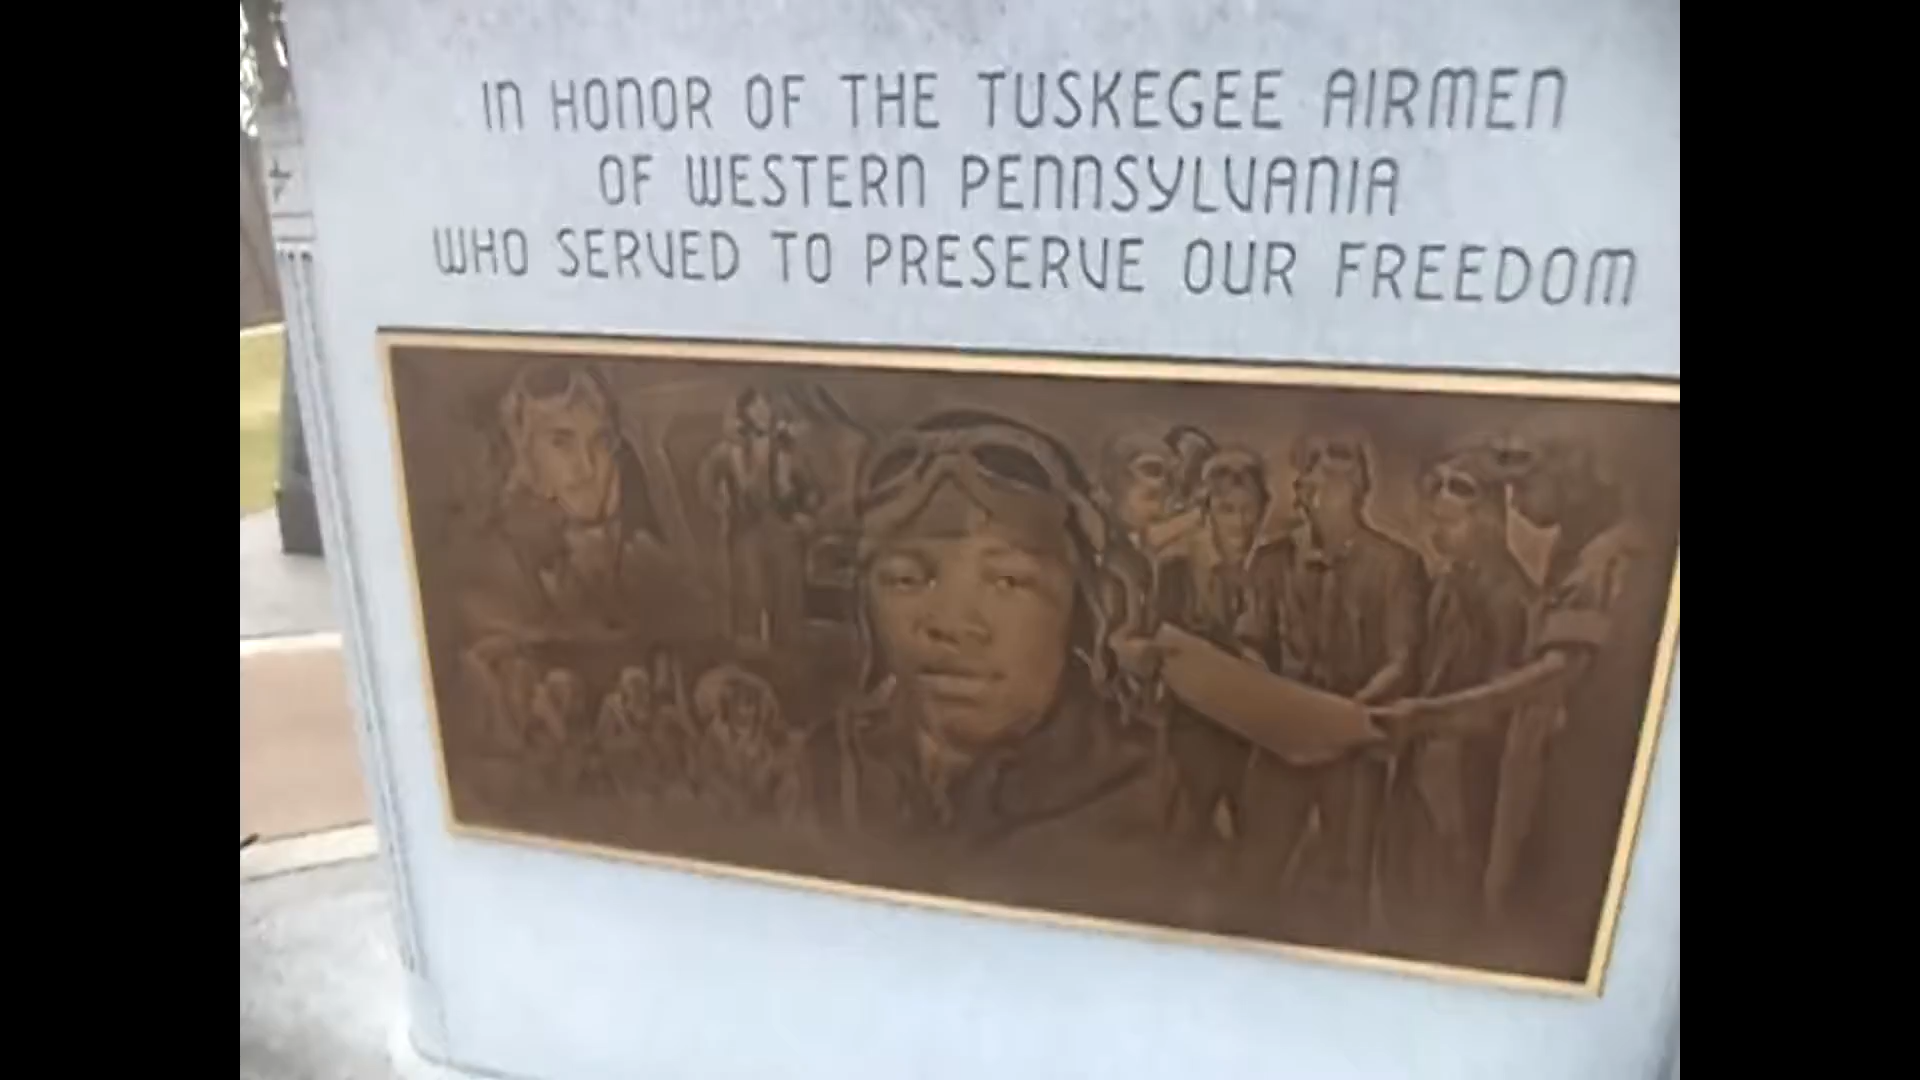 IN HONOR OF THE TUSKEGEE AIRMEN
OF WESTERN PENNSYLVANIA
WHO SERVED TO PRESERVE OUR FREEDOM